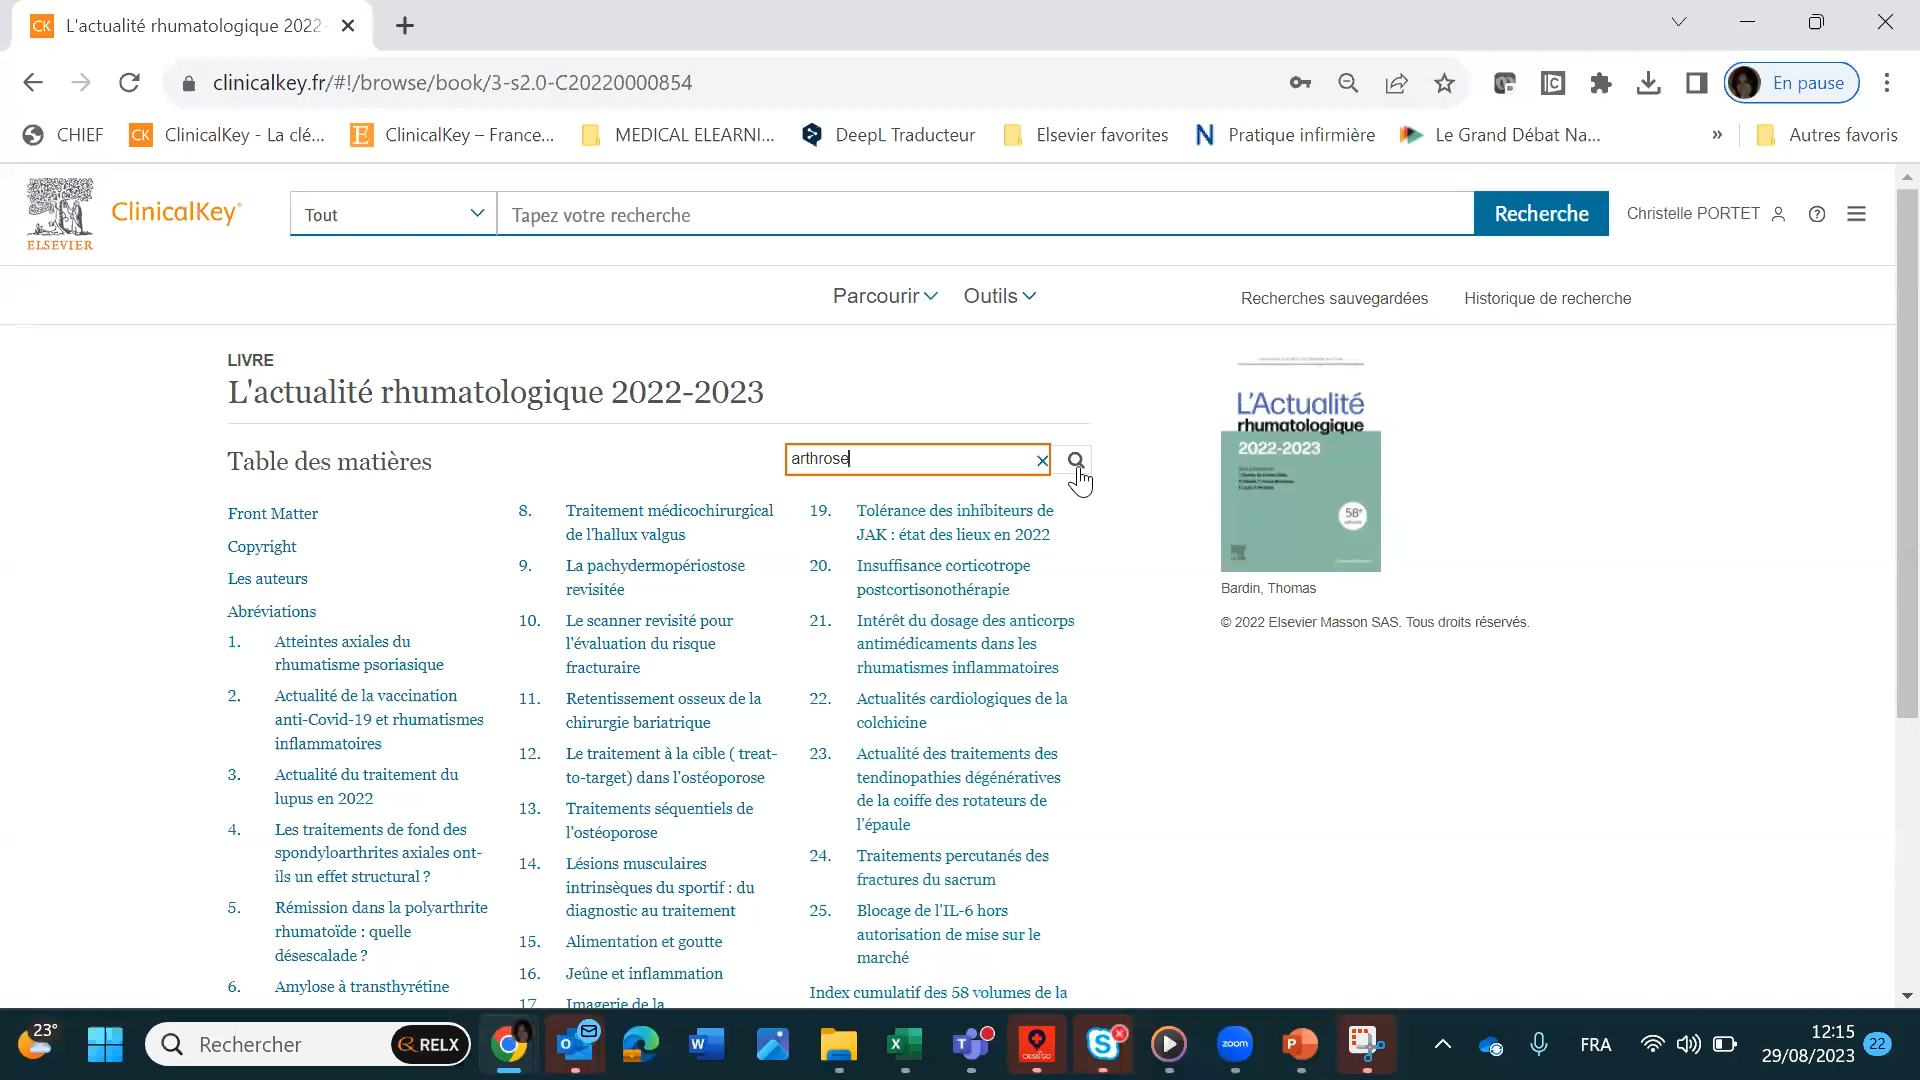 CK L'actualité rhumatologique 2022-
clinicalkey.fr/#!/browse/book/3-s2.0-C20220000854
En pause
CHIEF
CK ClinicalKey - La clé...
E ClinicalKey – France...
MEDICAL ELEARNI...
DeepL Traducteur
Elsevier favorites
N Pratique infirmière
Le Grand Débat Na...
»
Autres favoris
ELSEVIER
ClinicalKey®
Tout
Tapez votre recherche
Recherche
Christelle PORTET
Parcourir
Outils
Recherches sauvegardées
Historique de recherche
LIVRE
L'actualité rhumatologique 2022-2023
Table des matières
arthrose
Front Matter
Copyright
Les auteurs
Abréviations
1. Atteintes axiales du
rhumatisme psoriasique
2. Actualité de la vaccination
anti-Covid-19 et rhumatismes
inflammatoires
3. Actualité du traitement du
lupus en 2022
4. Les traitements de fond des
spondyloarthrites axiales ont-
ils un effet structural ?
5. Rémission dans la polyarthrite
rhumatoïde : quelle
désescalade ?
6. Amylose à transthyrétine
8. Traitement médicochirurgical
de l'hallux valgus
9. La pachydermopériostose
revisitée
10. Le scanner revisité pour
l'évaluation du risque
fracturaire
11. Retentissement osseux de la
chirurgie bariatrique
12. Le traitement à la cible ( treat-
to-target) dans l'ostéoporose
13. Traitements séquentiels de
l'ostéoporose
14. Lésions musculaires
intrinsèques du sportif : du
diagnostic au traitement
15. Alimentation et goutte
16. Jeûne et inflammation
17. Imagerie de la
19. Tolérance des inhibiteurs de
JAK : état des lieux en 2022
20. Insuffisance corticotrope
postcortisonothérapie
21. Intérêt du dosage des anticorps
antimédicaments dans les
rhumatismes inflammatoires
22. Actualités cardiologiques de la
colchicine
23. Actualité des traitements des
tendinopathies dégénératives
de la coiffe des rotateurs de
l'épaule
24. Traitements percutanés des
fractures du sacrum
25. Blocage de l'IL-6 hors
autorisation de mise sur le
marché
Index cumulatif des 58 volumes de la
L'Actualité
rhumatologique
2022-2023
58e
Bardin, Thomas
© 2022 Elsevier Masson SAS. Tous droits réservés.
23°
Rechercher
RELX
zoom
FRA
12:15
29/08/2023
22